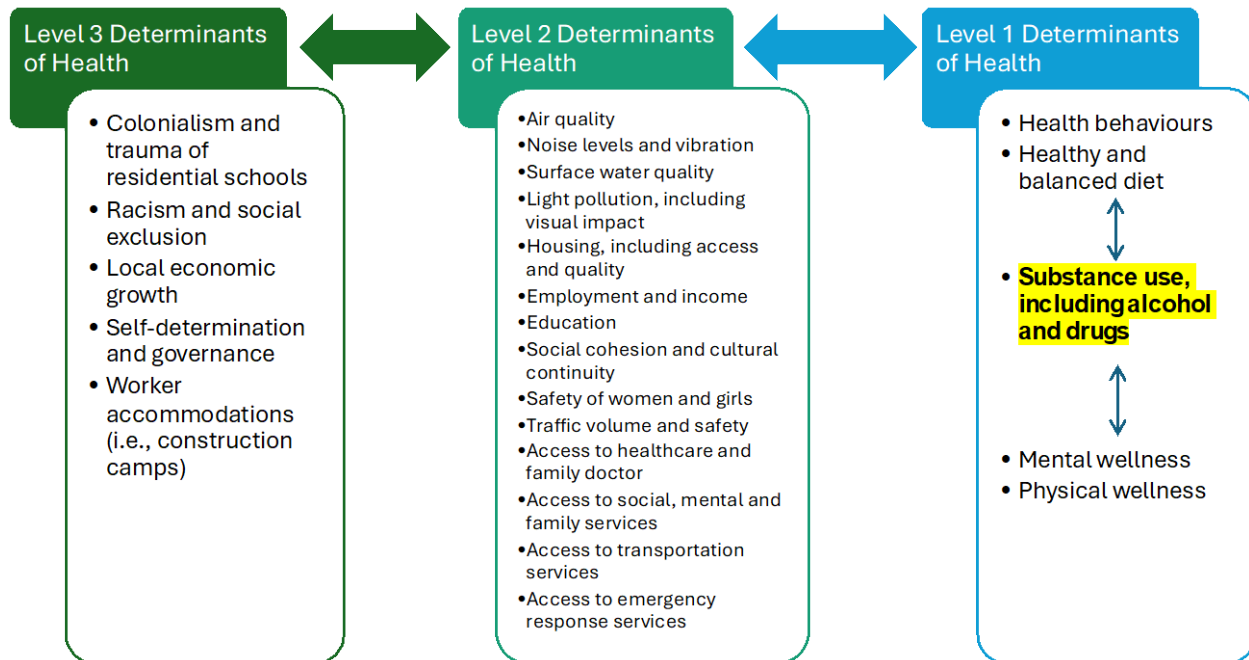 Level 3 Determinants
of Health
• Colonialism and
trauma of
residential schools
• Racism and social
exclusion
• Local economic
growth
• Self-determination
and governance
• Worker
accommodations
(i.e., construction
camps)
Level 2 Determinants
of Health
•Air quality
•Noise levels and vibration
•Surface water quality
•Light pollution, including
visual impact
•Housing, including access
and quality
•Employment and income
•Education
•Social cohesion and cultural
continuity
•Safety of women and girls
•Traffic volume and safety
•Access to healthcare and
family doctor
•Access to social, mental and
family services
•Access to transportation
services
•Access to emergency
response services
Level 1 Determinants
of Health
• Health behaviours
• Healthy and
balanced diet
• Substance use,
including alcohol
and drugs
• Mental wellness
• Physical wellness